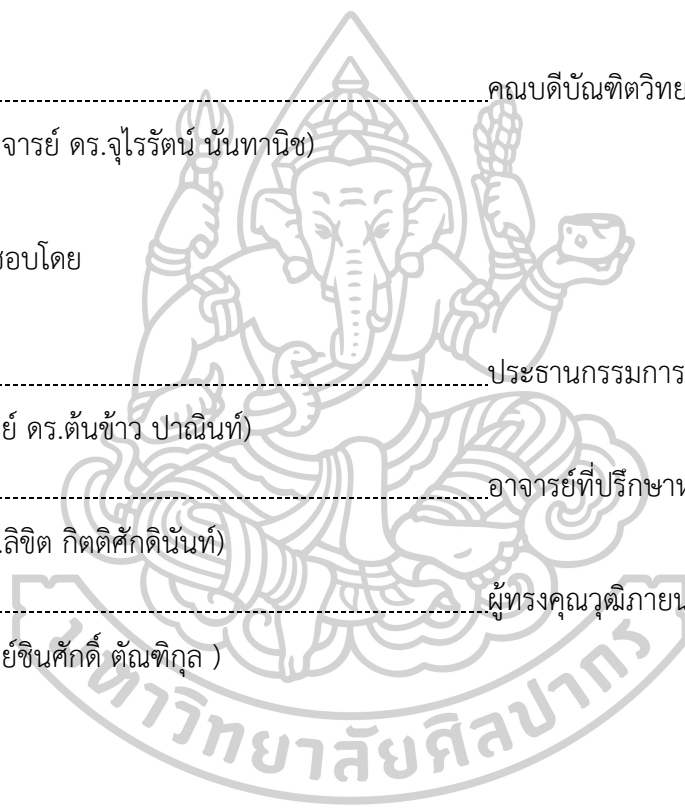 คณบดีบัณฑิตวิทย
จารย์ ดร.จุไรรัตน์ นันทานิช)
สอบโดย
ประธานกรรมการ
ย์ ดร.ต้นข้าว ปาณินท์)
อาจารย์ที่ปรึกษาห
.ลิขิต กิตติศักดินันท์)
ผู้ทรงคุณวุฒิภายน
ย์ชินศักดิ์ ตัณฑิกุล )
หาวิทยาลัยศิลปากร